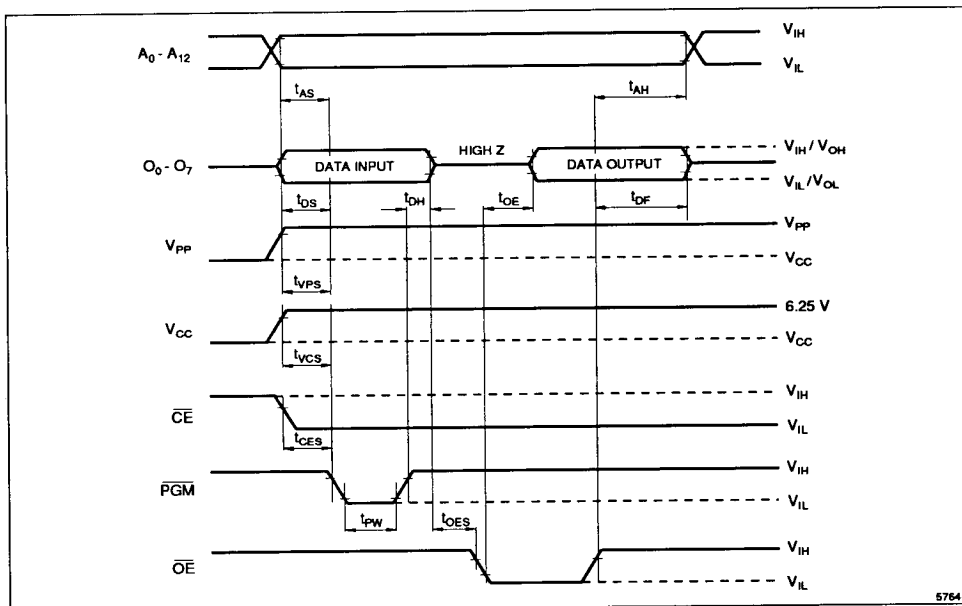 A0 - A12
VIH
VIL
tAS
tAH
O0 - O7
DATA INPUT
HIGH Z
DATA OUTPUT
VIH / VOH
VIL / VOL
tDS
tDH
tOE
tDF
VPP
VPP
VCC
tVPS
VCC
6.25 V
VCC
tVCS
CE
VIH
VIL
tCES
PGM
VIH
VIL
tPW
tOES
OE
VIH
VIL
5764